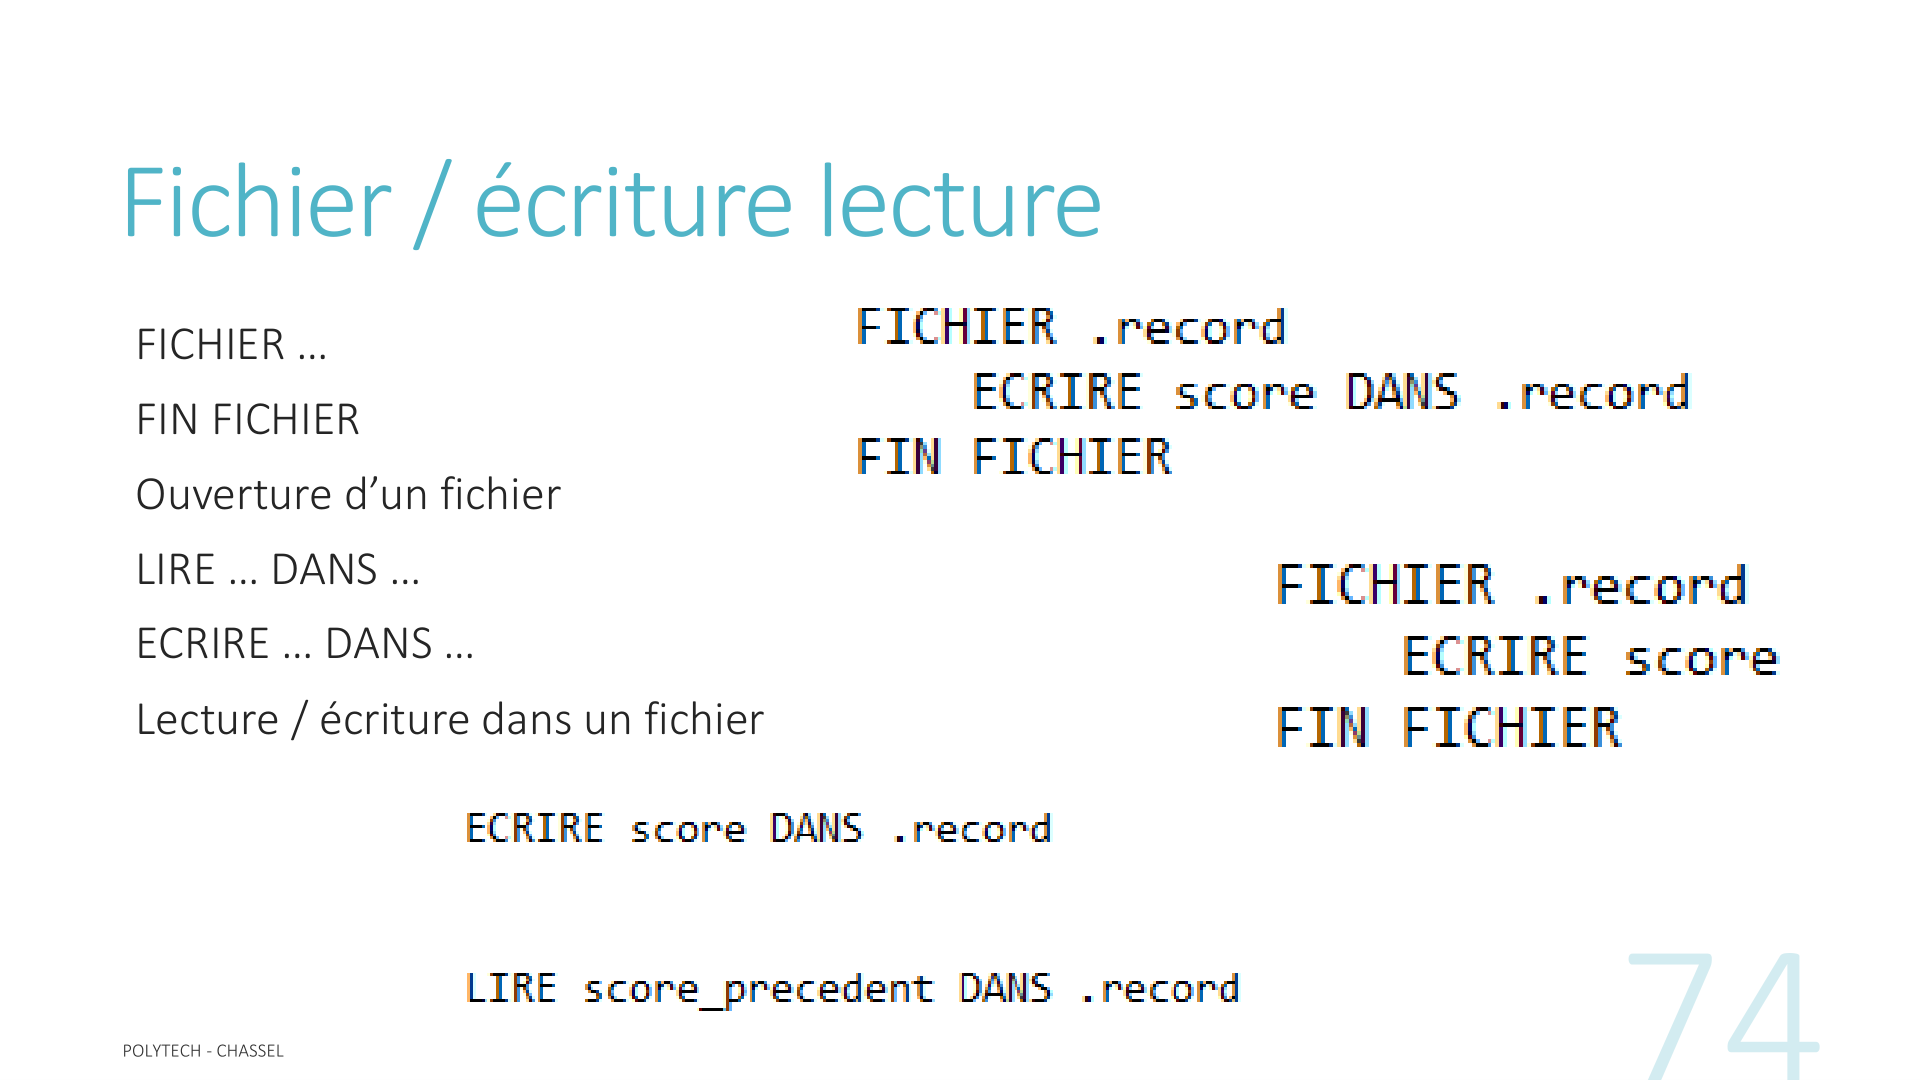 Fichier / écriture lecture
FICHIER …
FIN FICHIER
Ouverture d’un fichier
LIRE … DANS …
ECRIRE … DANS …
Lecture / écriture dans un fichier
FICHIER .record
    ECRIRE score DANS .record
FIN FICHIER
FICHIER .record
    ECRIRE score
FIN FICHIER
ECRIRE score DANS .record
LIRE score_precedent DANS .record
POLYTECH - CHASSEL
74